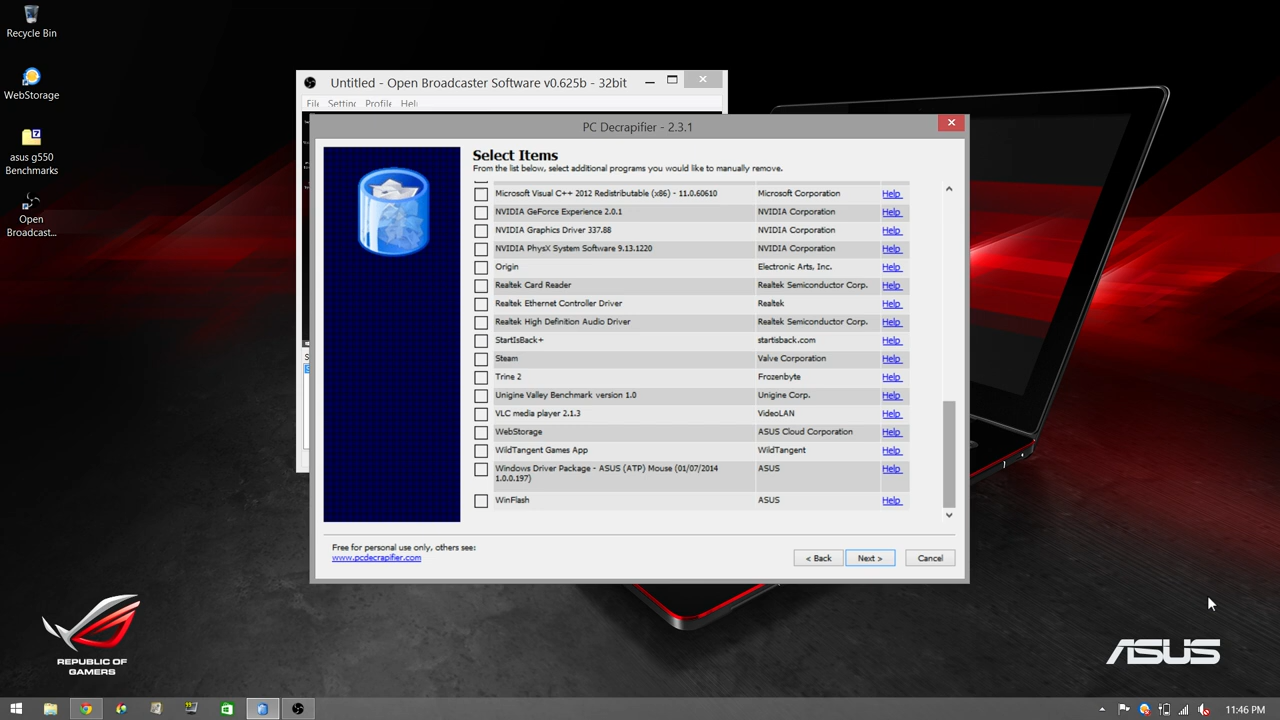 Recycle Bin
WebStorage
asus g550
Benchmarks
Open
Broadcast...
Untitled - Open Broadcaster Software v0.625b - 32bit
File Setting Profile Help
PC Decrapifier - 2.3.1
Select Items
From the list below, select additional programs you would like to manually remove.
Microsoft Visual C++ 2012 Redistributable (x86) - 11.0.60610 Microsoft Corporation Help
NVIDIA GeForce Experience 2.0.1 NVIDIA Corporation Help
NVIDIA Graphics Driver 337.88 NVIDIA Corporation Help
NVIDIA PhysX System Software 9.13.1220 NVIDIA Corporation Help
Origin Electronic Arts, Inc. Help
Realtek Card Reader Realtek Semiconductor Corp. Help
Realtek Ethernet Controller Driver Realtek Help
Realtek High Definition Audio Driver Realtek Semiconductor Corp. Help
StartIsBack+ startisback.com Help
Steam Valve Corporation Help
Trine 2 Frozenbyte Help
Unigine Valley Benchmark version 1.0 Unigine Corp. Help
VLC media player 2.1.3 VideoLAN Help
WebStorage ASUS Cloud Corporation Help
WildTangent Games App WildTangent Help
Windows Driver Package - ASUS (ATP) Mouse (01/07/2014 ASUS Help
1.0.0.197)
WinFlash ASUS Help
Free for personal use only, others see:
www.pcdecrapifier.com
< Back Next > Cancel
REPUBLIC OF
GAMERS
ASUS
11:46 PM